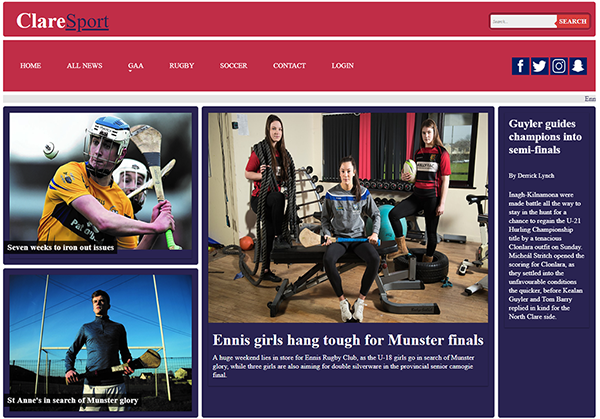 ClareSport
Search..
SEARCH
HOME ALL NEWS GAA RUGBY SOCCER CONTACT LOGIN
Enn
Seven weeks to iron out issues
St Anne's in search of Munster glory
Ennis girls hang tough for Munster finals
A huge weekend lies in store for Ennis Rugby Club, as the U-18 girls go in search of Munster
glory, while three girls are also aiming for double silverware in the provincial senior camogie
final.
Guyler guides
champions into
semi-finals
By Derrick Lynch
Inagh-Kilnamona were
made battle all the way to
stay in the hunt for a
chance to regain the U-21
Hurling Championship
title by a tenacious
Clonlara outfit on Sunday.
Mícheál Stritch opened the
scoring for Clonlara, as
they settled into the
unfavourable conditions
the quicker, before Kealan
Guyler and Tom Barry
replied in kind for the
North Clare side.